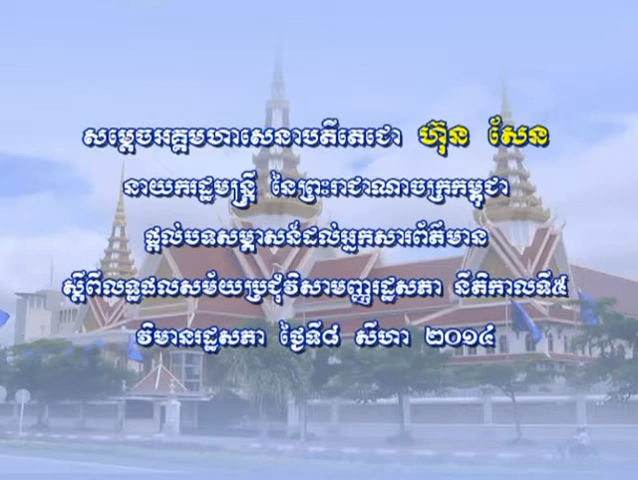 សម្តេចអគ្គមហាសេនាបតីតេជោ ហ៊ុន សែន
នាយករដ្ឋមន្ត្រី នៃព្រះរាជាណាចក្រកម្ពុជា
ផ្តល់បទសម្ភាសន៍ដល់អ្នកសារព័ត៌មាន
ស្តីពីលទ្ធផលសម័យប្រជុំវិសាមញ្ញរដ្ឋសភា នីតិកាលទី៥
វិមានរដ្ឋសភា ថ្ងៃទី៨ សីហា ២០១៤